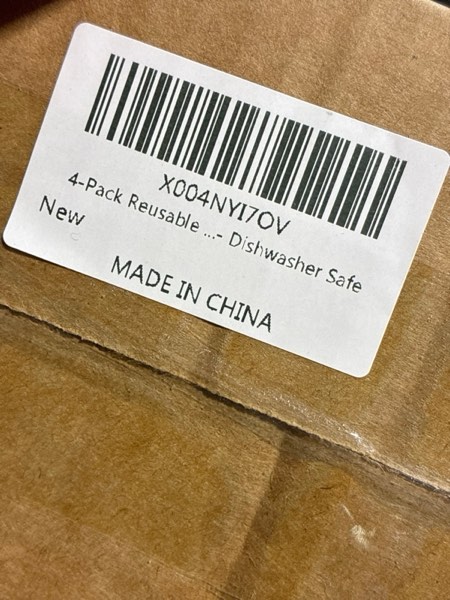 X004NYI7OV
4-Pack Reusable ...- Dishwasher Safe
New
MADE IN CHINA